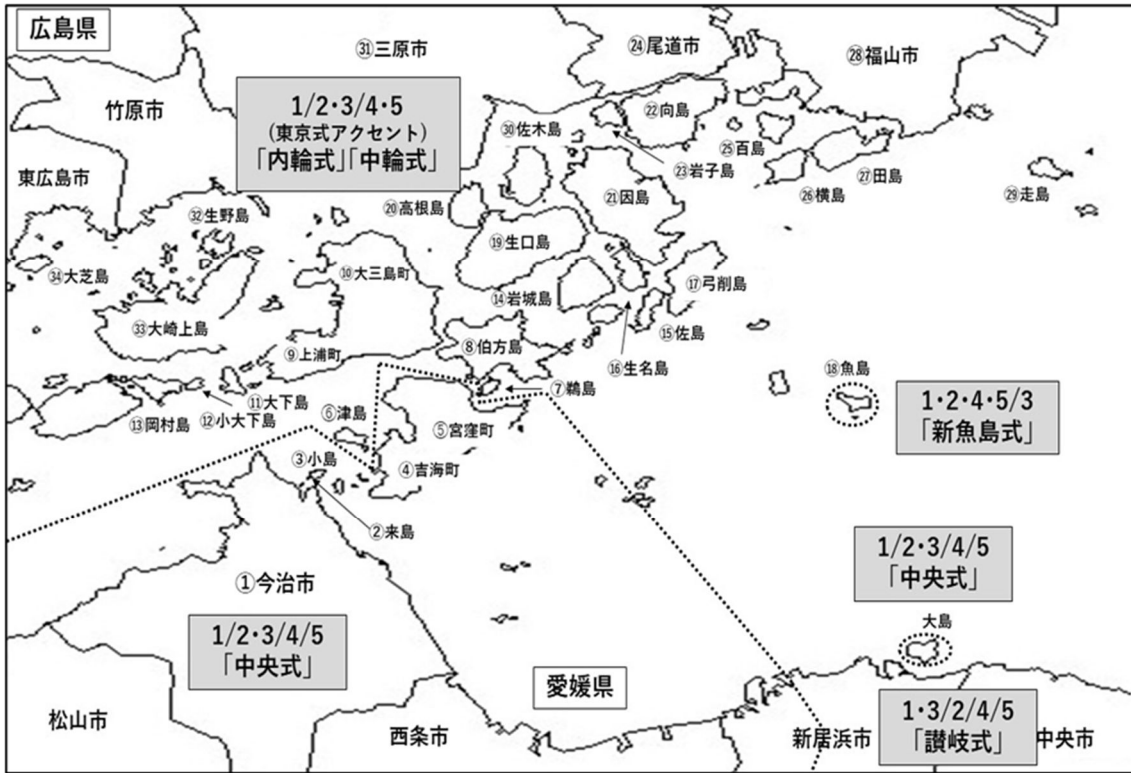 広島県
㉛三原市
㉔尾道市
㉘福山市
竹原市
1/2・3/4・5
(東京式アクセント)
「内輪式」「中輪式」
㉚佐木島
㉒向島
㉕百島
㉓岩子島
㉗田島
㉖横島
㉙走島
東広島市
㉜生野島
⑳高根島
㉑因島
⑲生口島
㉞大芝島
⑩大三島町
⑰弓削島
⑭岩城島
㉝大崎上島
⑮佐島
⑧伯方島
⑨上浦町
⑯生名島
⑱魚島
⑦鵜島
⑪大下島
⑫小大下島
⑬岡村島
⑥津島
⑤宮窪町
1・2・4・5/3
「新魚島式」
③小島
④吉海町
②来島
1/2・3/4/5
「中央式」
①今治市
大島
1/2・3/4/5
「中央式」
愛媛県
1・3/2/4/5
「讃岐式」
松山市
西条市
新居浜市
中央市